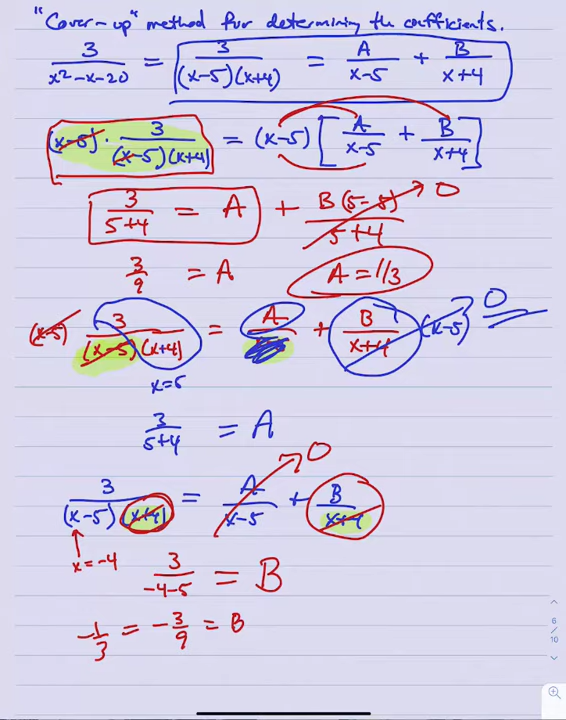 "Cover-up" method for determining the coefficients.
3/(x²-x-20) = 3/((x-5)(x+4)) = A/(x-5) + B/(x+4)
(x-5) · 3/((x-5)(x+4)) = (x-5) [A/(x-5) + B/(x+4)]
3/(5+4) = A + B(5-5)/(5+4) → 0
3/9 = A A = 1/3
(x-5) 3/((x-5)(x+4)) = A + B/(x+4) (x-5) → 0
x=5
3/(5+4) = A
3/((x-5)(x+4)) = A/(x-5) → 0 + B/(x+4)
x=-4
3/(-4-5) = B
-1/3 = -3/9 = B
6
/
10